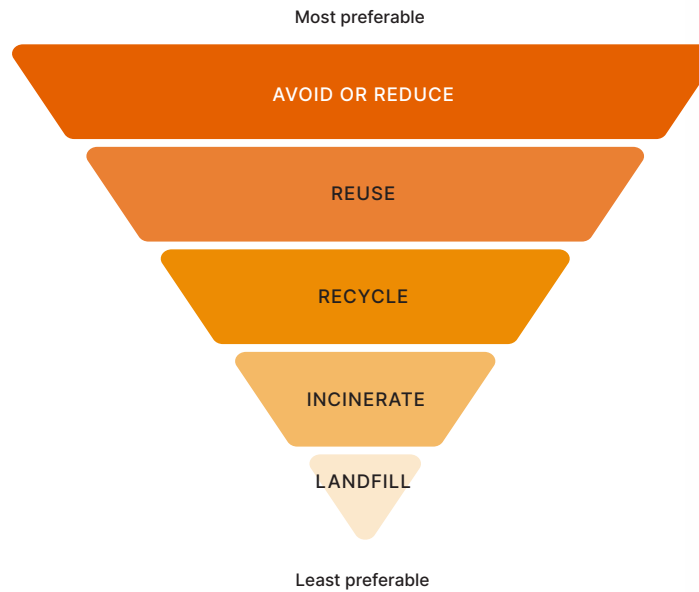 Most preferable
AVOID OR REDUCE
REUSE
RECYCLE
INCINERATE
LANDFILL
Least preferable